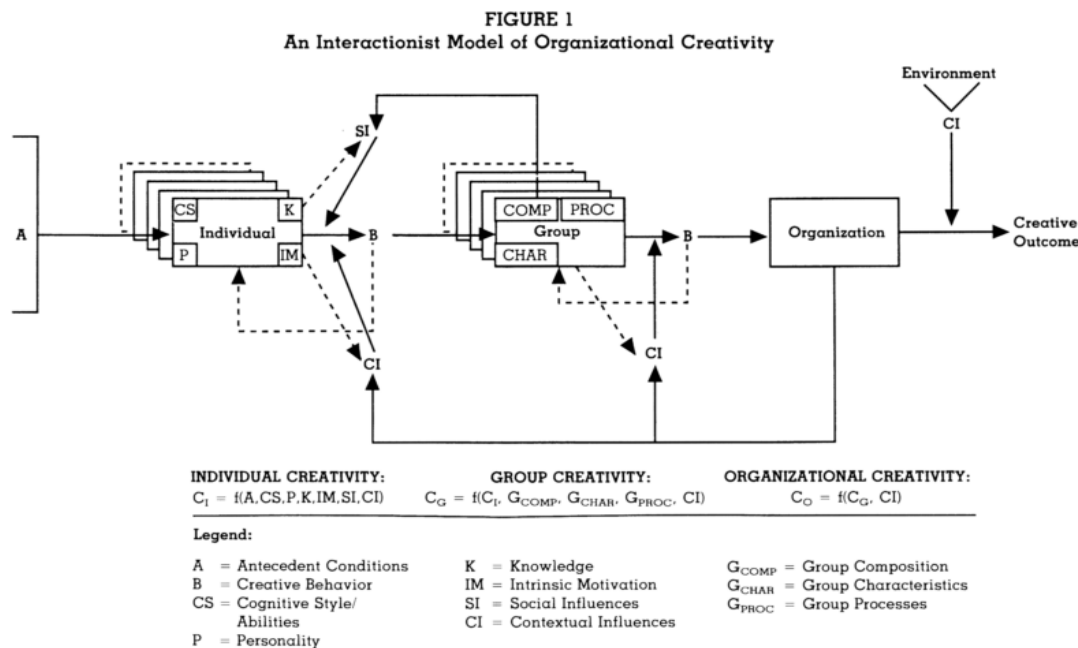 FIGURE 1
An Interactionist Model of Organizational Creativity
Environment
CI
SI
A
CS K
Individual
P IM
B
COMP PROC
Group
CHAR
B
Organization
Creative
Outcome
CI
CI
INDIVIDUAL CREATIVITY: GROUP CREATIVITY: ORGANIZATIONAL CREATIVITY:
C_I = f(A,CS,P,K,IM,SI,CI) C_G = f(C_I, G_COMP, G_CHAR, G_PROC, CI) C_O = f(C_G, CI)
Legend:
A = Antecedent Conditions K = Knowledge G_COMP = Group Composition
B = Creative Behavior IM = Intrinsic Motivation G_CHAR = Group Characteristics
CS = Cognitive Style/ SI = Social Influences G_PROC = Group Processes
Abilities CI = Contextual Influences
P = Personality